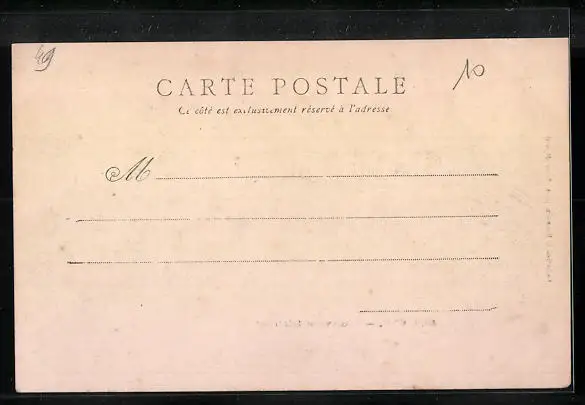 49
10
CARTE POSTALE
Ce côté est exclusivement réservé à l'adresse
M